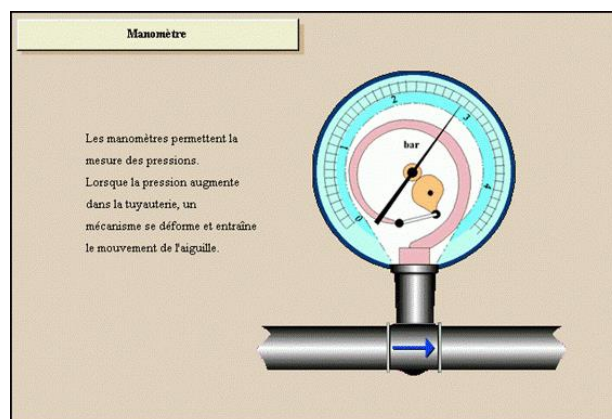 Manomètre
Les manomètres permettent la
mesure des pressions.
Lorsque la pression augmente
dans la tuyauterie, un
mécanisme se déforme et entraîne
le mouvement de l'aiguille.
0
1
2
3
4
bar